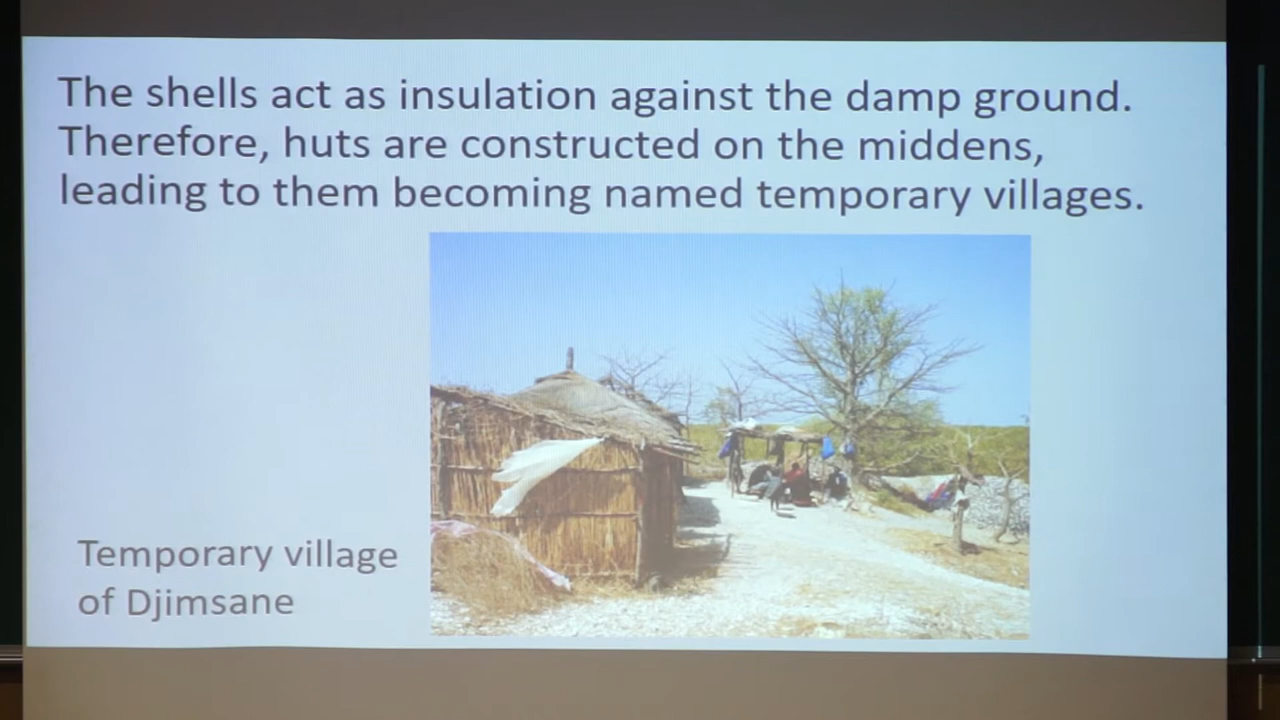 The shells act as insulation against the damp ground.
Therefore, huts are constructed on the middens,
leading to them becoming named temporary villages.
Temporary village
of Djimsane